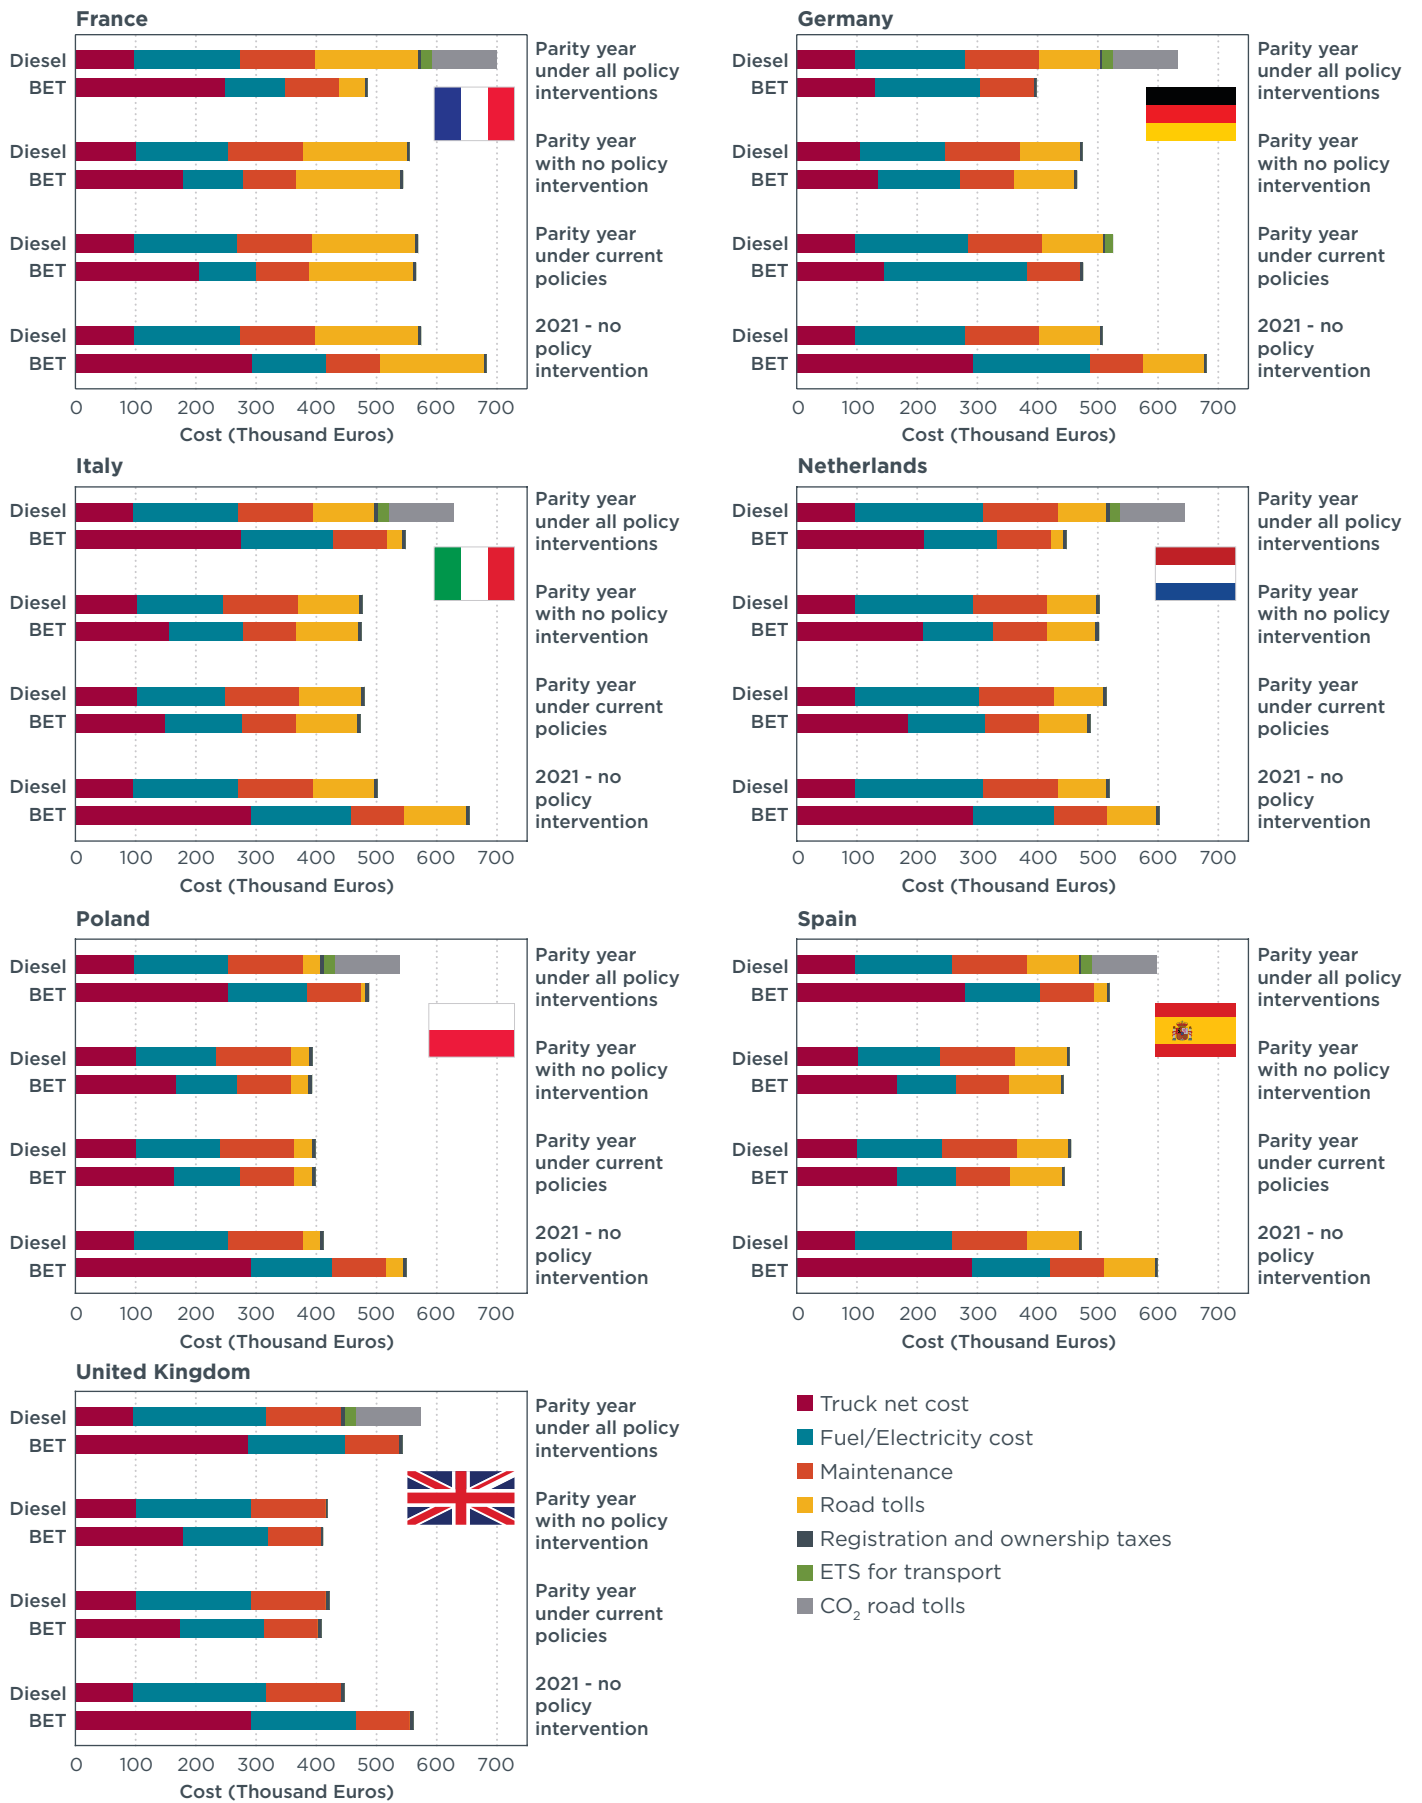 France
Diesel
BET
Parity year
under all policy
interventions
Diesel
BET
Parity year
with no policy
intervention
Diesel
BET
Parity year
under current
policies
Diesel
BET
2021 - no
policy
intervention
0 100 200 300 400 500 600 700
Cost (Thousand Euros)
Germany
Diesel
BET
Parity year
under all policy
interventions
Diesel
BET
Parity year
with no policy
intervention
Diesel
BET
Parity year
under current
policies
Diesel
BET
2021 - no
policy
intervention
0 100 200 300 400 500 600 700
Cost (Thousand Euros)
Italy
Diesel
BET
Parity year
under all policy
interventions
Diesel
BET
Parity year
with no policy
intervention
Diesel
BET
Parity year
under current
policies
Diesel
BET
2021 - no
policy
intervention
0 100 200 300 400 500 600 700
Cost (Thousand Euros)
Netherlands
Diesel
BET
Parity year
under all policy
interventions
Diesel
BET
Parity year
with no policy
intervention
Diesel
BET
Parity year
under current
policies
Diesel
BET
2021 - no
policy
intervention
0 100 200 300 400 500 600 700
Cost (Thousand Euros)
Poland
Diesel
BET
Parity year
under all policy
interventions
Diesel
BET
Parity year
with no policy
intervention
Diesel
BET
Parity year
under current
policies
Diesel
BET
2021 - no
policy
intervention
0 100 200 300 400 500 600 700
Cost (Thousand Euros)
Spain
Diesel
BET
Parity year
under all policy
interventions
Diesel
BET
Parity year
with no policy
intervention
Diesel
BET
Parity year
under current
policies
Diesel
BET
2021 - no
policy
intervention
0 100 200 300 400 500 600 700
Cost (Thousand Euros)
United Kingdom
Diesel
BET
Parity year
under all policy
interventions
Diesel
BET
Parity year
with no policy
intervention
Diesel
BET
Parity year
under current
policies
Diesel
BET
2021 - no
policy
intervention
0 100 200 300 400 500 600 700
Cost (Thousand Euros)
Truck net cost
Fuel/Electricity cost
Maintenance
Road tolls
Registration and ownership taxes
ETS for transport
CO₂ road tolls